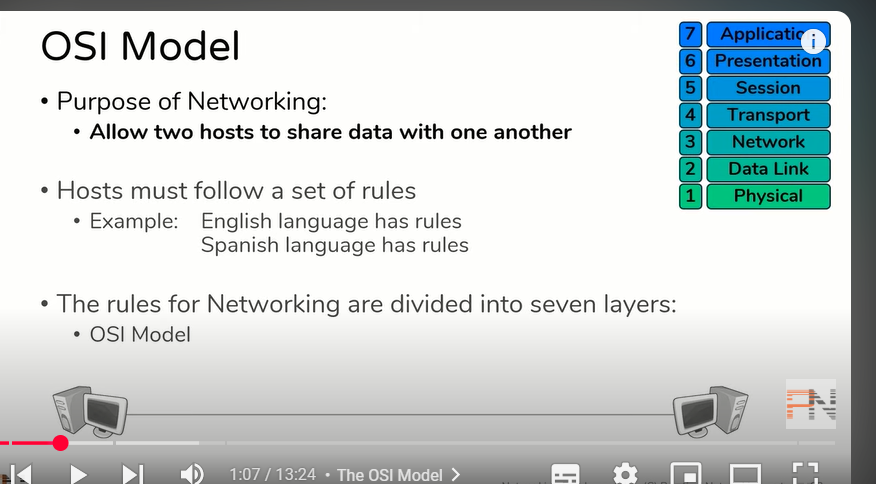 OSI Model
• Purpose of Networking:
• Allow two hosts to share data with one another
• Hosts must follow a set of rules
• Example: English language has rules
Spanish language has rules
• The rules for Networking are divided into seven layers:
• OSI Model
7 Applicatio
6 Presentation
5 Session
4 Transport
3 Network
2 Data Link
1 Physical
PN
1:07 / 13:24 • The OSI Model